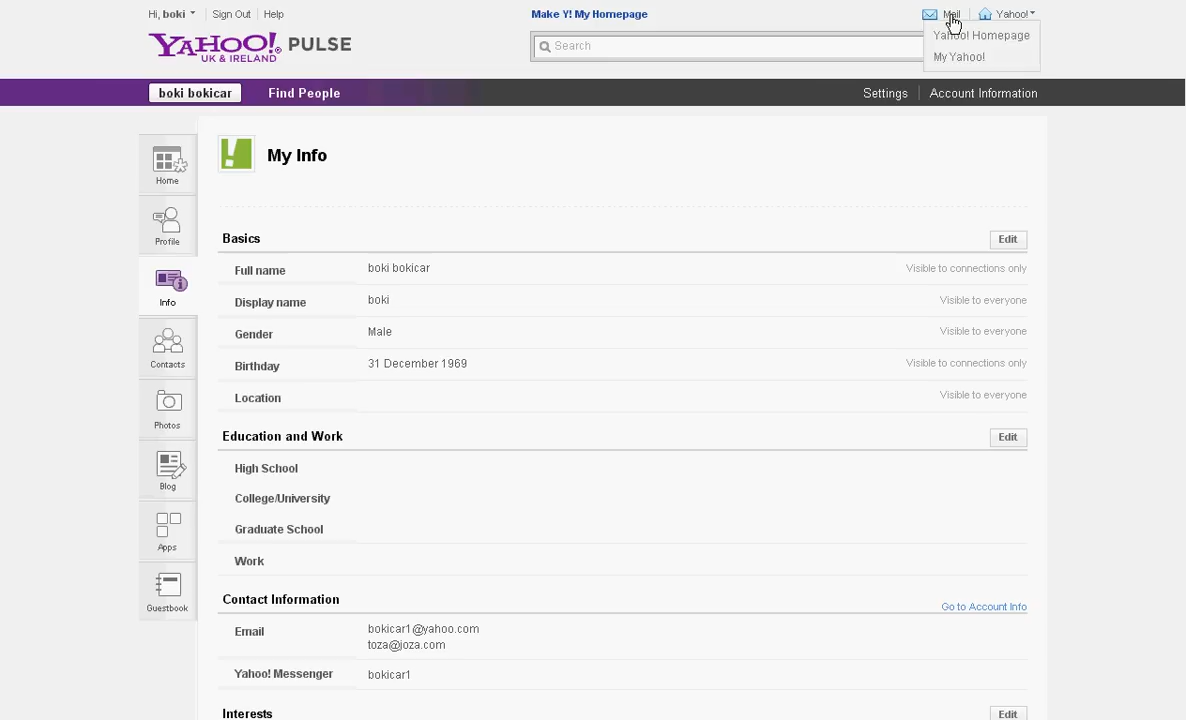 Hi, boki Sign Out Help Make Y! My Homepage Mail Yahoo!
YAHOO! PULSE
UK & IRELAND
Search
Yahoo! Homepage
My Yahoo!
boki bokicar Find People Settings Account Information
Home
Profile
Info
Contacts
Photos
Blog
Apps
Guestbook
My Info
Basics Edit
Full name boki bokicar Visible to connections only
Display name boki Visible to everyone
Gender Male Visible to everyone
Birthday 31 December 1969 Visible to connections only
Location Visible to everyone
Education and Work Edit
High School
College/University
Graduate School
Work
Contact Information Go to Account Info
Email bokicar1@yahoo.com
toza@joza.com
Yahoo! Messenger bokicar1
Interests Edit